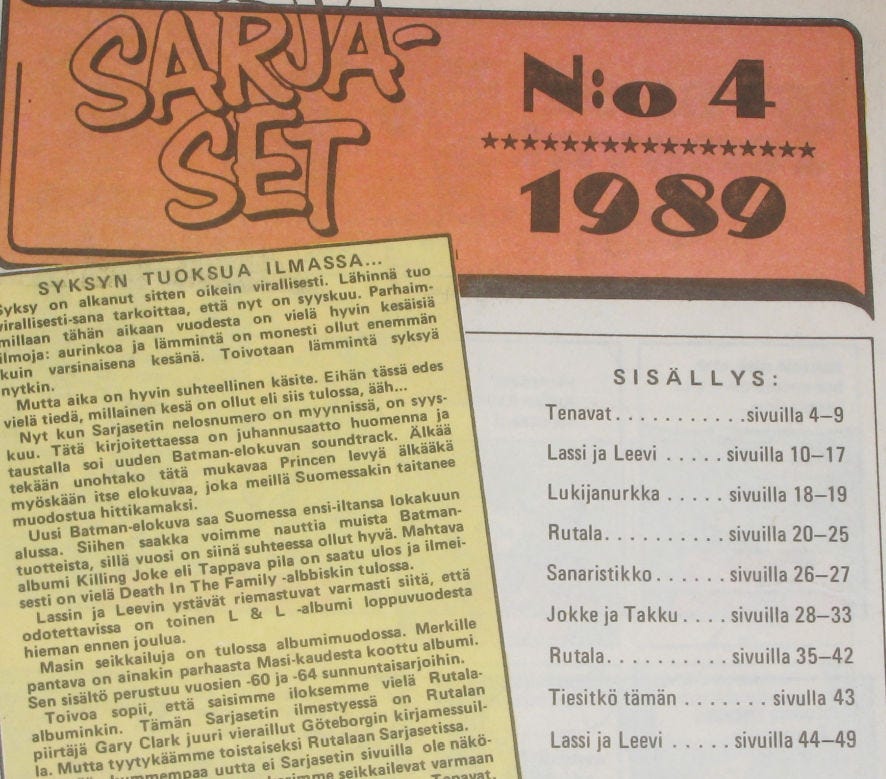 SARJA-
SET
N:o 4
1989
SYKSYN TUOKSUA ILMASSA...
Syksy on alkanut sitten oikein virallisesti. Lähinnä tuo
virallisesti-sana tarkoittaa, että nyt on syyskuu. Parhaim-
millaan tähän aikaan vuodesta on vielä hyvin kesäisiä
ilmoja: aurinkoa ja lämmintä on monesti ollut enemmän
kuin varsinaisena kesänä. Toivotaan lämmintä syksyä
nytkin.
Mutta aika on hyvin suhteellinen käsite. Eihän tässä edes
vielä tiedä, millainen kesä on ollut eli siis tulossa, ääh...
Nyt kun Sarjasetin nelosnumero on myynnissä, on syys-
kuu. Tätä kirjoitettaessa on juhannusaatto huomenna ja
taustalla soi uuden Batman-elokuvan soundtrack. Älkää
tekään unohtako tätä mukavaa Princen levyä älkääkä
myöskään itse elokuvaa, joka meillä Suomessakin taitanee
muodostua hittikamaksi.
Uusi Batman-elokuva saa Suomessa ensi-iltansa lokakuun
alussa. Siihen saakka voimme nauttia muista Batman-
tuotteista, sillä vuosi on siinä suhteessa ollut hyvä. Mahtava
albumi Killing Joke eli Tappava pila on saatu ulos ja ilmei-
sesti on vielä Death In The Family -albbiskin tulossa.
Lassin ja Leevin ystävät riemastuvat varmasti siitä, että
odotettavissa on toinen L & L -albumi loppuvuodesta
hieman ennen joulua.
Masin seikkailuja on tulossa albumimuodossa. Merkille
pantava on ainakin parhaasta Masi-kaudesta koottu albumi.
Sen sisältö perustuu vuosien -60 ja -64 sunnuntaisarjoihin.
Toivoa sopii, että saisimme iloksemme vielä Rutala-
albuminkin. Tämän Sarjasetin ilmestyessä on Rutalan
piirtäjä Gary Clark juuri vieraillut Göteborgin kirjamessuil-
la. Mutta tyytykäämme toistaiseksi Rutalaan Sarjasetissa.
kummempaa uutta ei Sarjasetin sivuilla ole näkö-
seikkailevat varmaan
Tenavat,
SISÄLLYS:
Tenavat. . . . . . . . . . .sivuilla 4–9
Lassi ja Leevi . . . . . sivuilla 10–17
Lukijanurkka . . . . . sivuilla 18–19
Rutala. . . . . . . . . . sivuilla 20–25
Sanaristikko. . . . . . sivuilla 26–27
Jokke ja Takku . . . . sivuilla 28–33
Rutala. . . . . . . . . . sivuilla 35–42
Tiesitkö tämän . . . . . . . sivulla 43
Lassi ja Leevi . . . . . sivuilla 44–49